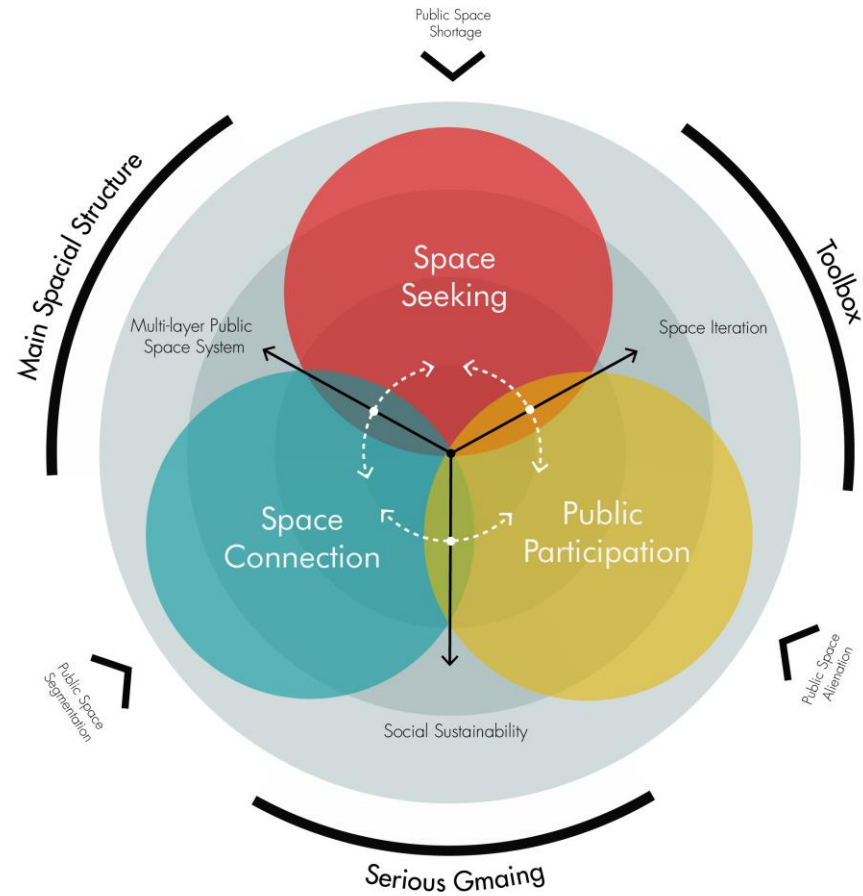 Public Space
Shortage
Main Spacial Structure
Toolbox
Space
Seeking
Multi-layer Public
Space System
Space Iteration
Space
Connection
Public
Participation
Public Space
Segmentation
Public Space
Alienation
Social Sustainability
Serious Gmaing